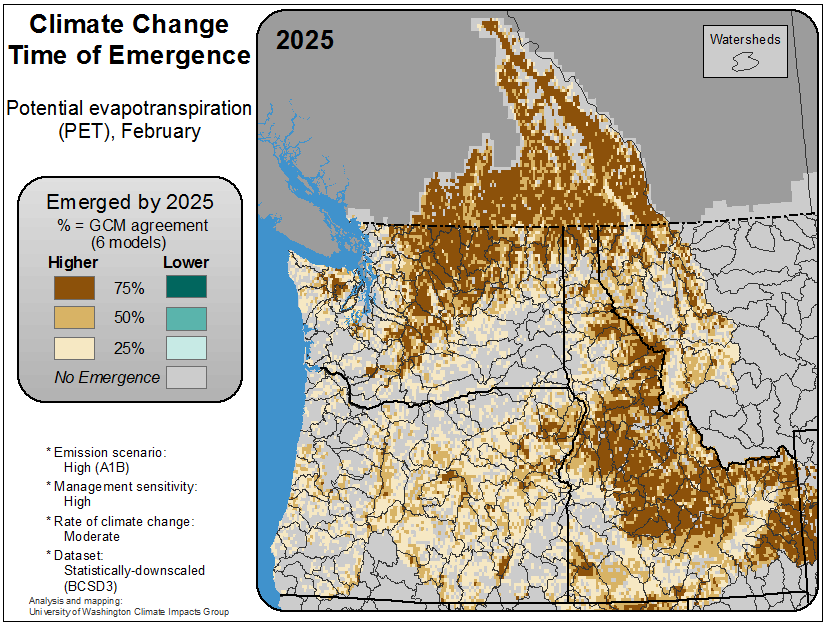 Climate Change
Time of Emergence
Potential evapotranspiration
(PET), February
Emerged by 2025
% = GCM agreement
(6 models)
Higher Lower
75%
50%
25%
No Emergence
* Emission scenario:
High (A1B)
* Management sensitivity:
High
* Rate of climate change:
Moderate
* Dataset:
Statistically-downscaled
(BCSD3)
Analysis and mapping:
University of Washington Climate Impacts Group
2025
Watersheds